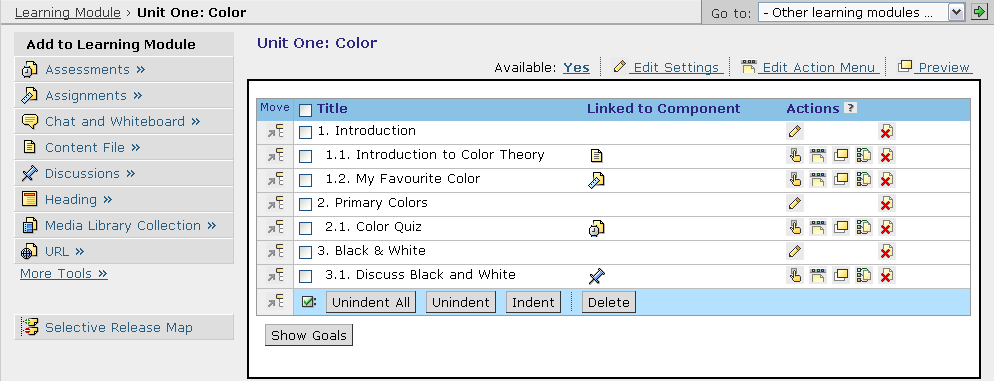 Learning Module › Unit One: Color
Go to: - Other learning modules ...
Add to Learning Module
Assessments »
Assignments »
Chat and Whiteboard »
Content File »
Discussions »
Heading »
Media Library Collection »
URL »
More Tools »
Selective Release Map
Unit One: Color
Available: Yes Edit Settings Edit Action Menu Preview
Move Title Linked to Component Actions ?
1. Introduction
1.1. Introduction to Color Theory
1.2. My Favourite Color
2. Primary Colors
2.1. Color Quiz
3. Black & White
3.1. Discuss Black and White
Unindent All Unindent Indent Delete
Show Goals